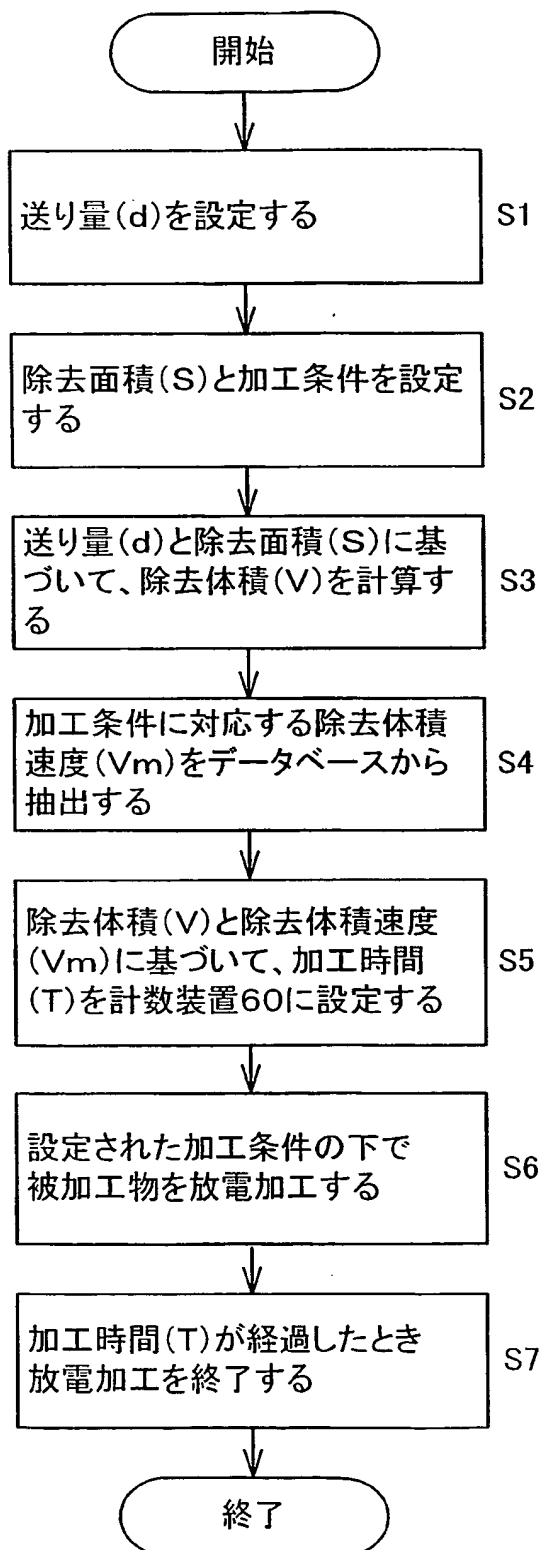 開始
送り量(d)を設定する
S1
除去面積(S)と加工条件を設定
する
S2
送り量(d)と除去面積(S)に基
づいて、除去体積(V)を計算す
る
S3
加工条件に対応する除去体積
速度(Vm)をデータベースから
抽出する
S4
除去体積(V)と除去体積速度
(Vm)に基づいて、加工時間
(T)を計数装置60に設定する
S5
設定された加工条件の下で
被加工物を放電加工する
S6
加工時間(T)が経過したとき
放電加工を終了する
S7
終了